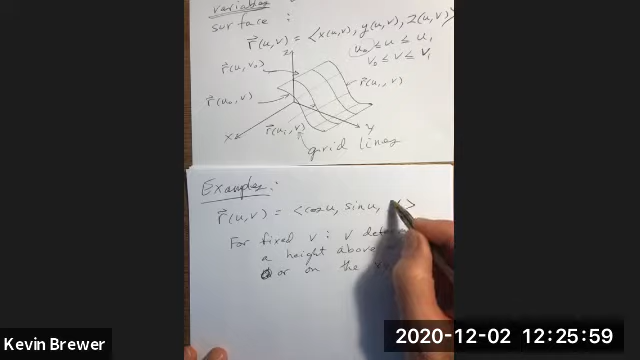 variables
surface :
r(u,v) = <x(u,v), y(u,v), z(u,v)>
u₀ ≤ u ≤ u₁
v₀ ≤ v ≤ v₁
z
r(u,v₀)
r(u₁,v)
r(u₀,v)
r(u₁,v)
x
y
grid lines
Examples:
r(u,v) = <cos u, sin u, >
For fixed v : v
a height above
or on the
Kevin Brewer
2020-12-02 12:25:59